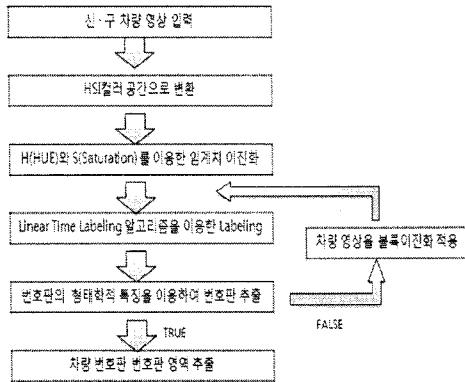 신·구 차량 영상 입력
HSI컬러 공간으로 변환
H(HUE)와 S(Saturation)를 이용한 임계치 이진화
Linear Time Labeling 알고리즘을 이용한 Labeling
차량 영상을 블록이진화 적용
번호판의 형태학적 특징을 이용하여 번호판 추출
TRUE
FALSE
차량 번호판 번호판 영역 추출